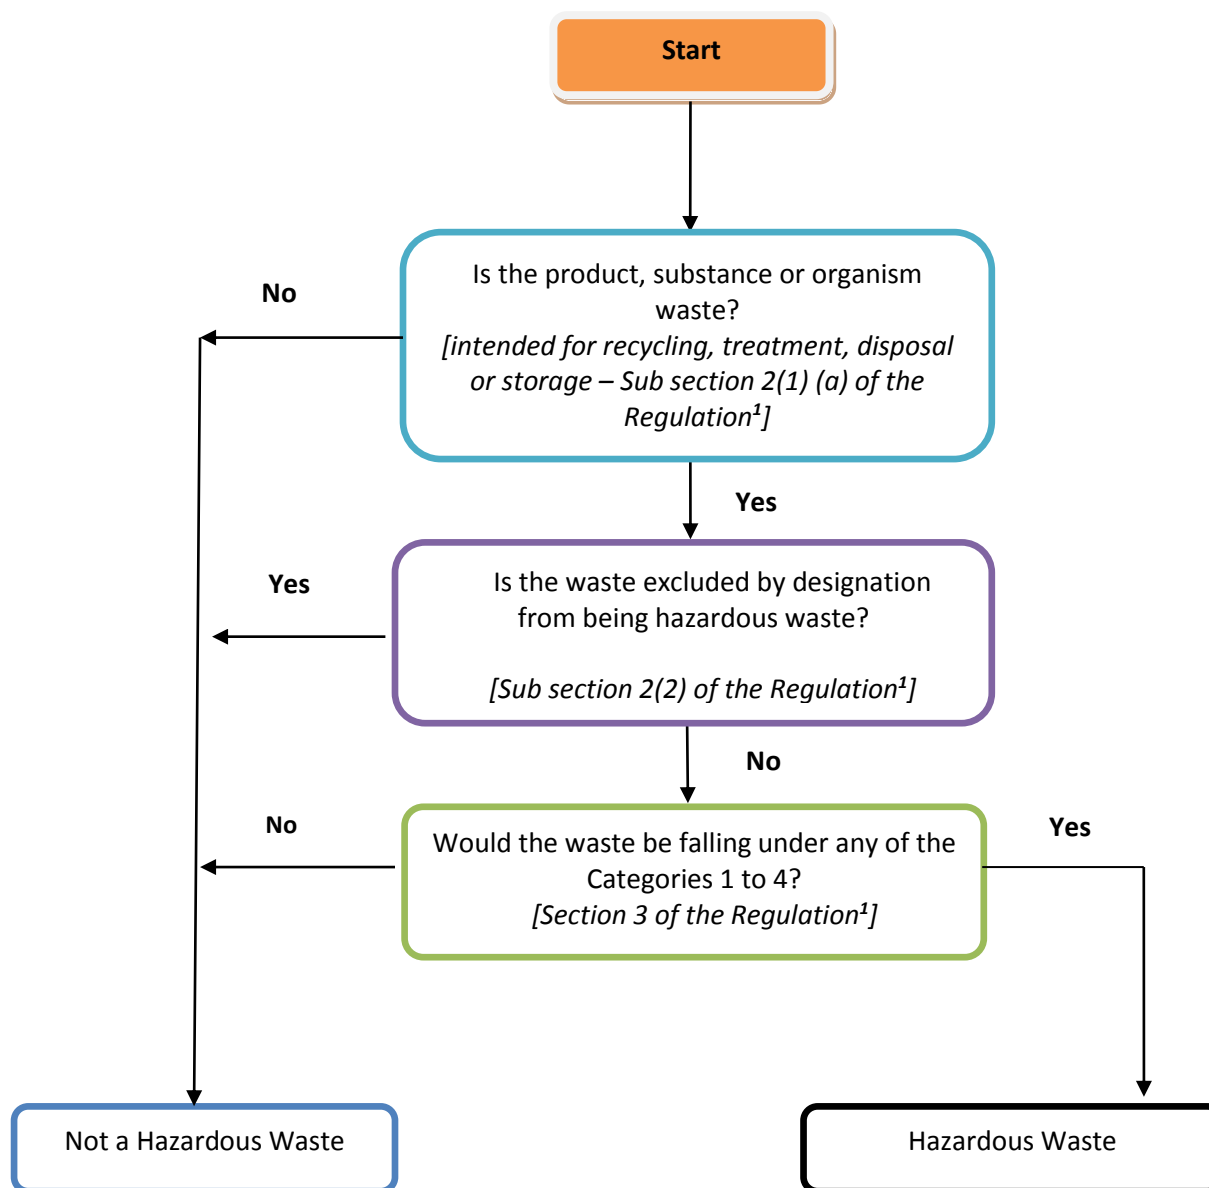 Start
No
Is the product, substance or organism
waste?
[intended for recycling, treatment, disposal
or storage – Sub section 2(1) (a) of the
Regulation¹]
Yes
Yes
Is the waste excluded by designation
from being hazardous waste?
[Sub section 2(2) of the Regulation¹]
No
No
Would the waste be falling under any of the
Categories 1 to 4?
[Section 3 of the Regulation¹]
Yes
Not a Hazardous Waste
Hazardous Waste